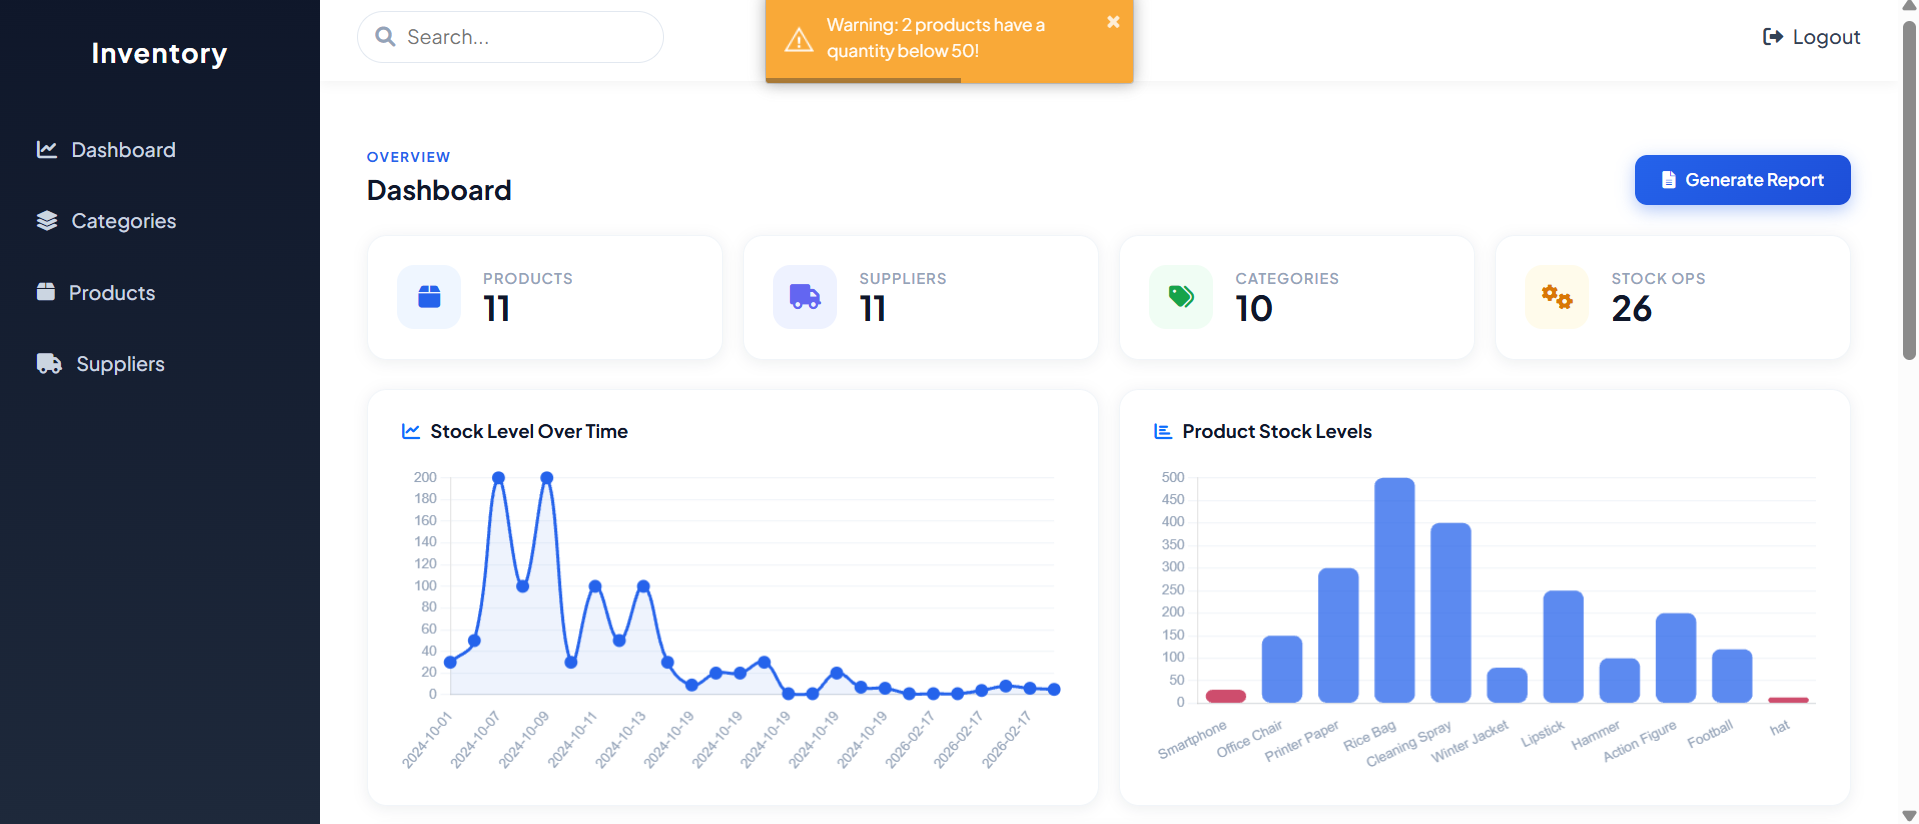 Inventory
Dashboard
Categories
Products
Suppliers
Search...
Warning: 2 products have a
quantity below 50!
Logout
OVERVIEW
Dashboard
Generate Report
PRODUCTS
11
SUPPLIERS
11
CATEGORIES
10
STOCK OPS
26
Stock Level Over Time
200
180
160
140
120
100
80
60
40
20
0
2024-10-01
2024-10-07
2024-10-09
2024-10-11
2024-10-13
2024-10-19
2024-10-19
2024-10-19
2024-10-19
2024-10-19
2026-02-17
2026-02-17
2026-02-17
Product Stock Levels
500
450
400
350
300
250
200
150
100
50
0
Smartphone
Office Chair
Printer Paper
Rice Bag
Cleaning Spray
Winter Jacket
Lipstick
Hammer
Action Figure
Football
hat